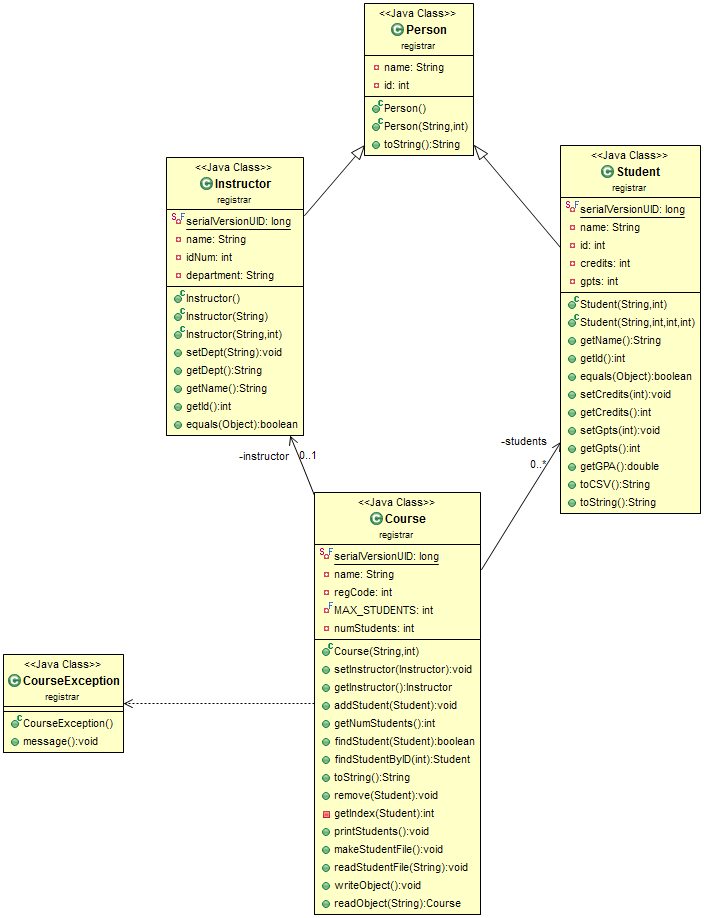 <<Java Class>>
Person
registrar
name: String
id: int
Person()
Person(String,int)
toString():String
<<Java Class>>
Instructor
registrar
serialVersionUID: long
name: String
idNum: int
department: String
Instructor()
Instructor(String)
Instructor(String,int)
setDept(String):void
getDept():String
getName():String
getId():int
equals(Object):boolean
<<Java Class>>
Student
registrar
serialVersionUID: long
name: String
id: int
credits: int
gpts: int
Student(String,int)
Student(String,int,int,int)
getName():String
getId():int
equals(Object):boolean
setCredits(int):void
getCredits():int
setGpts(int):void
getGpts():int
getGPA():double
toCSV():String
toString():String
-instructor 0..1
-students
0..*
<<Java Class>>
Course
registrar
serialVersionUID: long
name: String
regCode: int
MAX_STUDENTS: int
numStudents: int
Course(String,int)
setInstructor(Instructor):void
getInstructor():Instructor
addStudent(Student):void
getNumStudents():int
findStudent(Student):boolean
findStudentByID(int):Student
toString():String
remove(Student):void
getIndex(Student):int
printStudents():void
makeStudentFile():void
readStudentFile(String):void
writeObject():void
readObject(String):Course
<<Java Class>>
CourseException
registrar
CourseException()
message():void